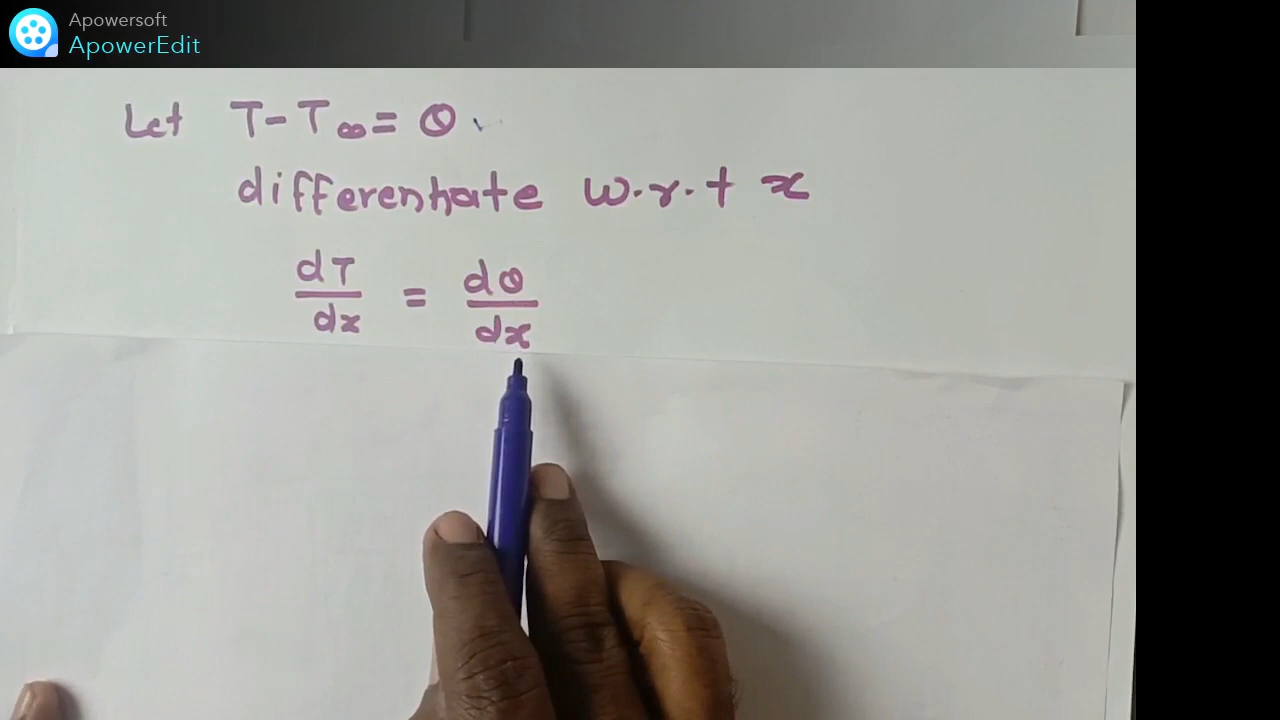 Apowersoft
ApowerEdit
Let T-T∞ = θ
differentiate w.r.t x
dT/dx = dθ/dx